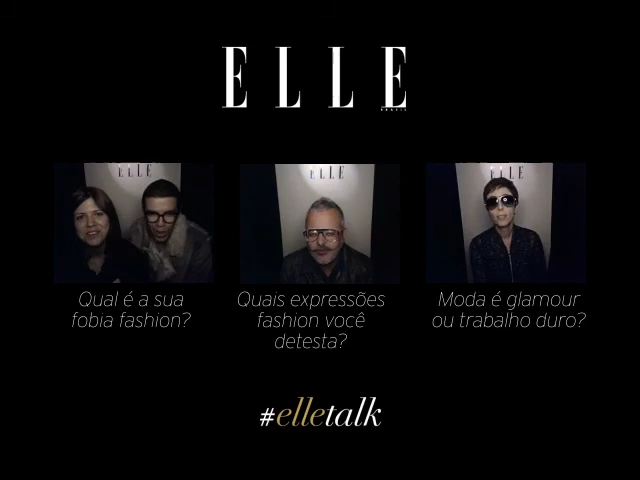 ELLE
BRASIL
ELLE
ELLE
ELLE
Qual é a sua
fobia fashion?
Quais expressões
fashion você
detesta?
Moda é glamour
ou trabalho duro?
#elletalk